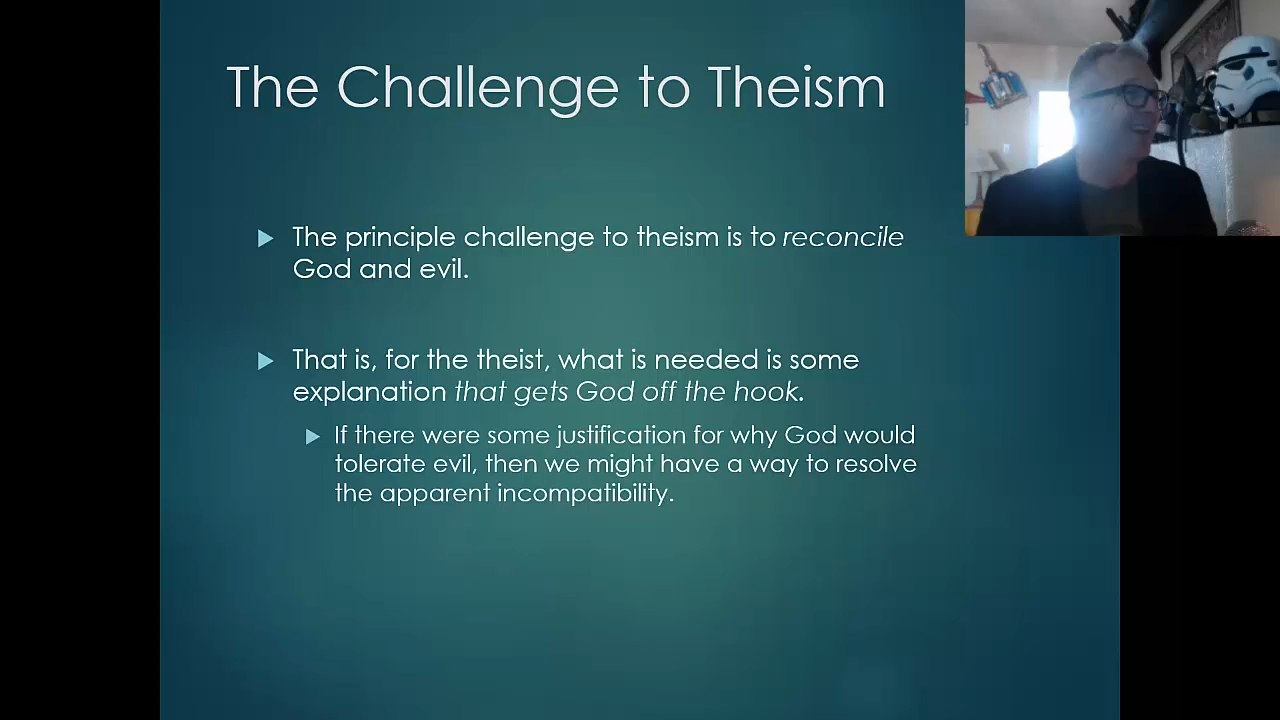 The Challenge to Theism
The principle challenge to theism is to reconcile
God and evil.
That is, for the theist, what is needed is some
explanation that gets God off the hook.
If there were some justification for why God would
tolerate evil, then we might have a way to resolve
the apparent incompatibility.